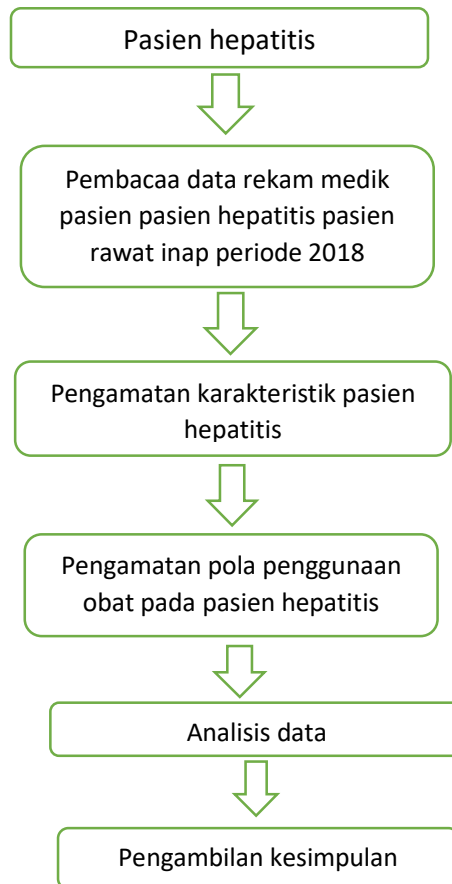 Pasien hepatitis
Pembacaa data rekam medik
pasien pasien hepatitis pasien
rawat inap periode 2018
Pengamatan karakteristik pasien
hepatitis
Pengamatan pola penggunaan
obat pada pasien hepatitis
Analisis data
Pengambilan kesimpulan